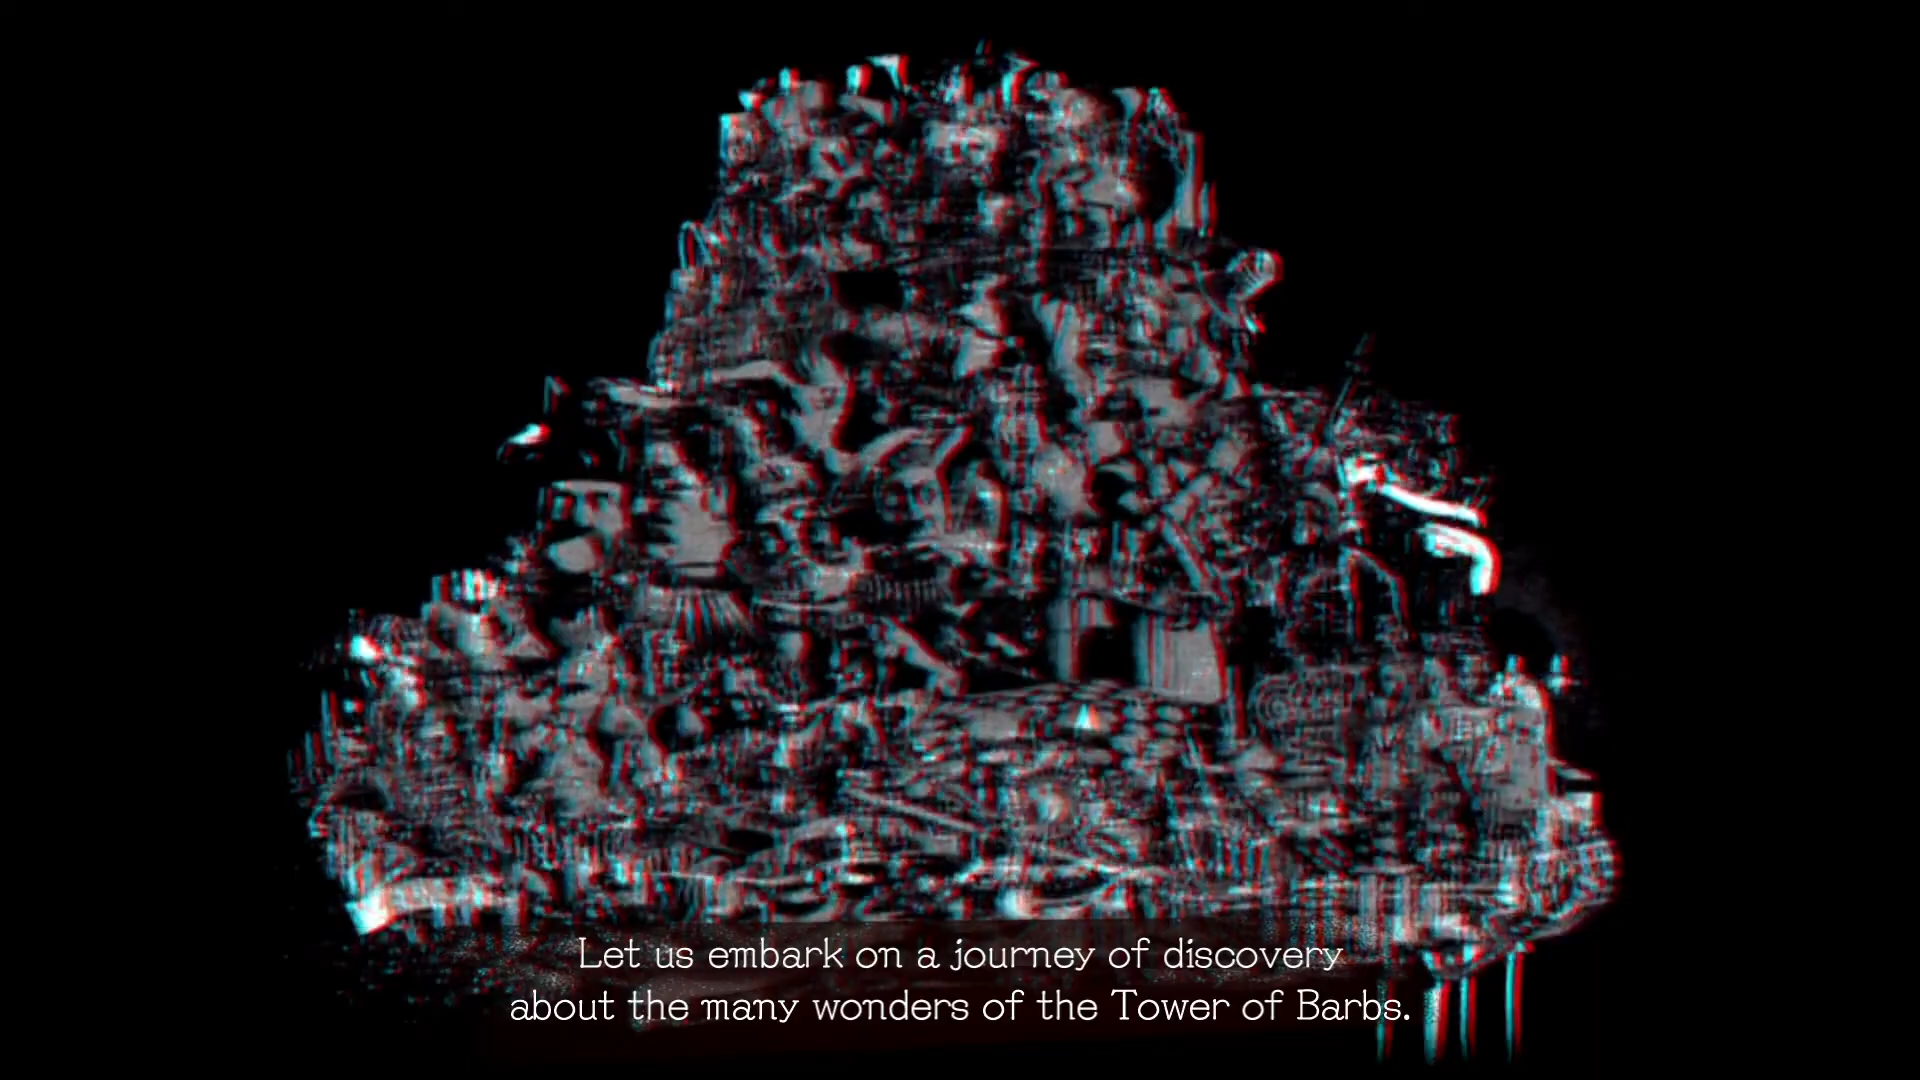 Let us embark on a journey of discovery
about the many wonders of the Tower of Barbs.